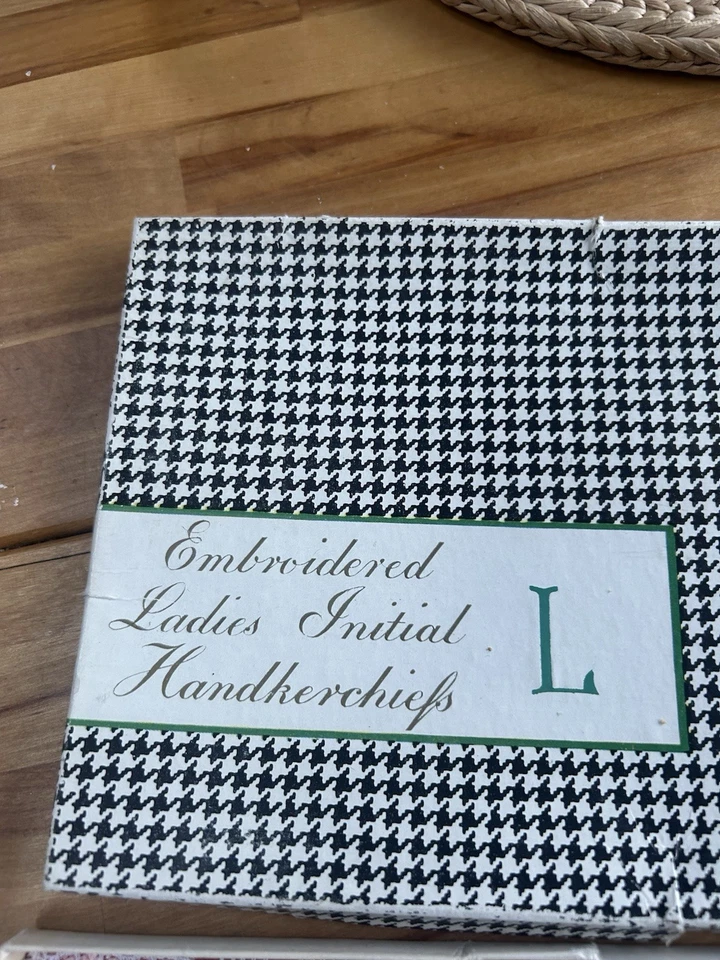 Embroidered
Ladies Initial
Handkerchiefs
L